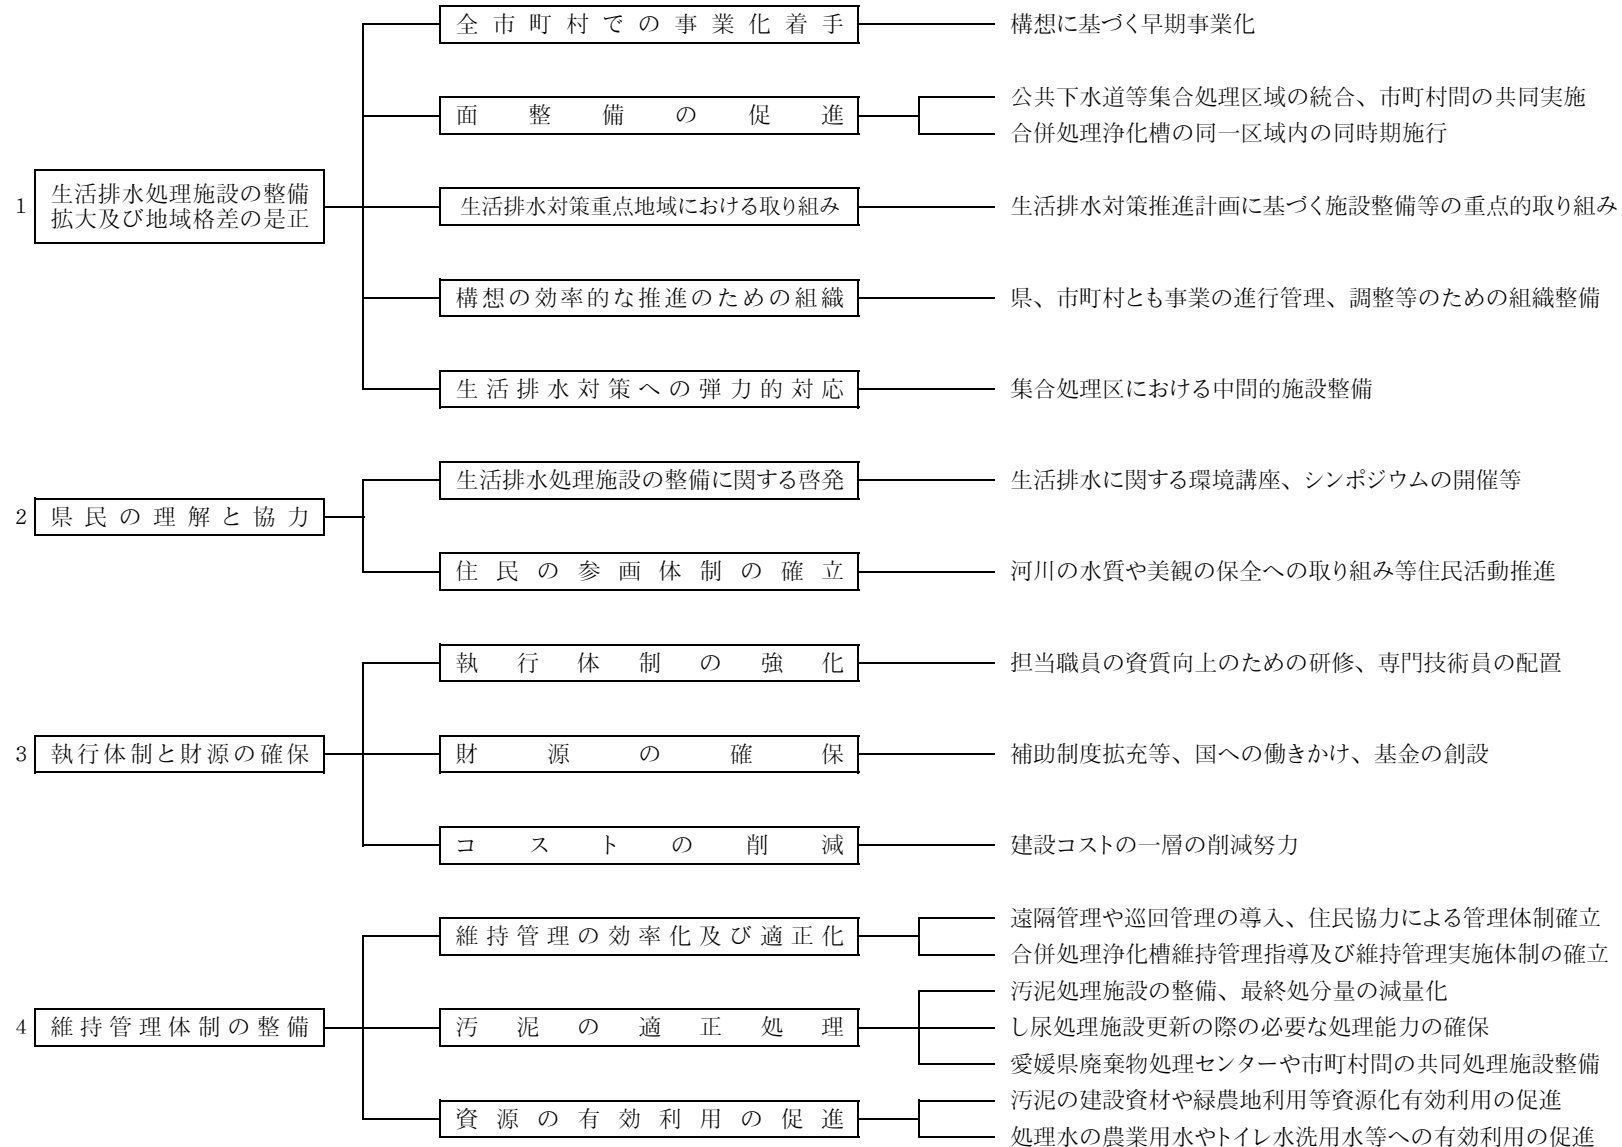 全市町村での事業化着手
構想に基づく早期事業化
面整備の促進
公共下水道等集合処理区域の統合、市町村間の共同実施
合併処理浄化槽の同一区域内の同時期施行
1
生活排水処理施設の整備
拡大及び地域格差の是正
生活排水対策重点地域における取り組み
生活排水対策推進計画に基づく施設整備等の重点的取り組み
構想の効率的な推進のための組織
県、市町村とも事業の進行管理、調整等のための組織整備
生活排水対策への弾力的対応
集合処理区における中間的施設整備
2
県民の理解と協力
生活排水処理施設の整備に関する啓発
生活排水に関する環境講座、シンポジウムの開催等
住民の参画体制の確立
河川の水質や美観の保全への取り組み等住民活動推進
3
執行体制と財源の確保
執行体制の強化
担当職員の資質向上のための研修、専門技術員の配置
財源の確保
補助制度拡充等、国への働きかけ、基金の創設
コストの削減
建設コストの一層の削減努力
4
維持管理体制の整備
維持管理の効率化及び適正化
遠隔管理や巡回管理の導入、住民協力による管理体制確立
合併処理浄化槽維持管理指導及び維持管理実施体制の確立
汚泥の適正処理
汚泥処理施設の整備、最終処分量の減量化
し尿処理施設更新の際の必要な処理能力の確保
愛媛県廃棄物処理センターや市町村間の共同処理施設整備
資源の有効利用の促進
汚泥の建設資材や緑農地利用等資源化有効利用の促進
処理水の農業用水やトイレ水洗用水等への有効利用の促進